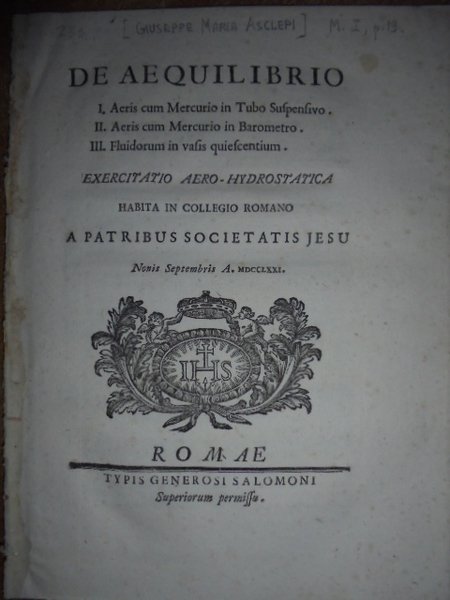 23a. [GIUSEPPE MARIA ASCLEPI] M. I, p. 19.
DE AEQUILIBRIO
I. Aeris cum Mercurio in Tubo Suspensivo.
II. Aeris cum Mercurio in Barometro.
III. Fluidorum in vasis quiescentium.
EXERCITATIO AERO-HYDROSTATICA
HABITA IN COLLEGIO ROMANO
A PATRIBUS SOCIETATIS JESU
Nonis Septembris A. MDCCLXXI.
IHS
ROMAE
TYPIS GENEROSI SALOMONI
Superiorum permissu.